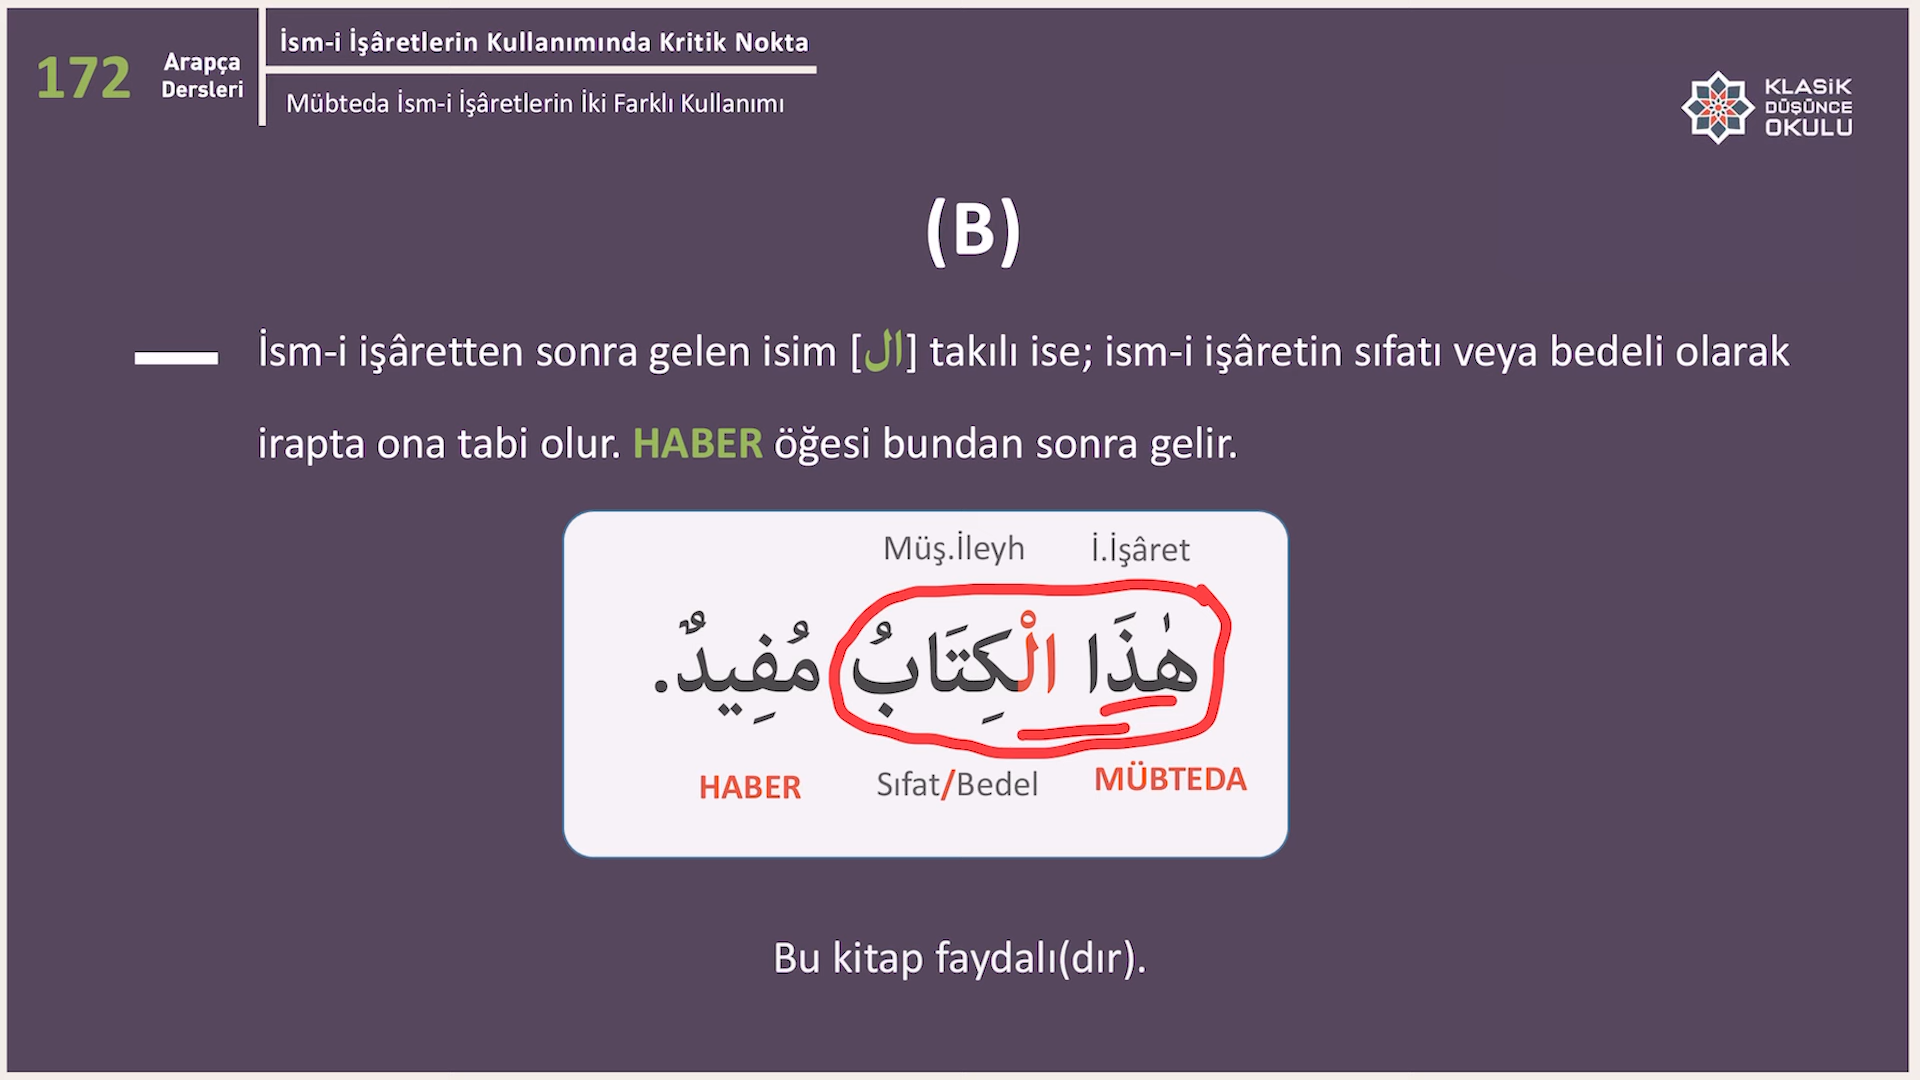 172
Arapça
Dersleri
İsm-i İşâretlerin Kullanımında Kritik Nokta
Mübteda İsm-i İşâretlerin İki Farklı Kullanımı
KLASİK
DÜŞÜNCE
OKULU
(B)
İsm-i işâretten sonra gelen isim [ال] takılı ise; ism-i işâretin sıfatı veya bedeli olarak
irapta ona tabi olur. HABER öğesi bundan sonra gelir.
Müş.İleyh İ.İşâret
هٰذَا الْكِتَابُ مُفِيدٌ.
HABER Sıfat/Bedel MÜBTEDA
Bu kitap faydalı(dır).